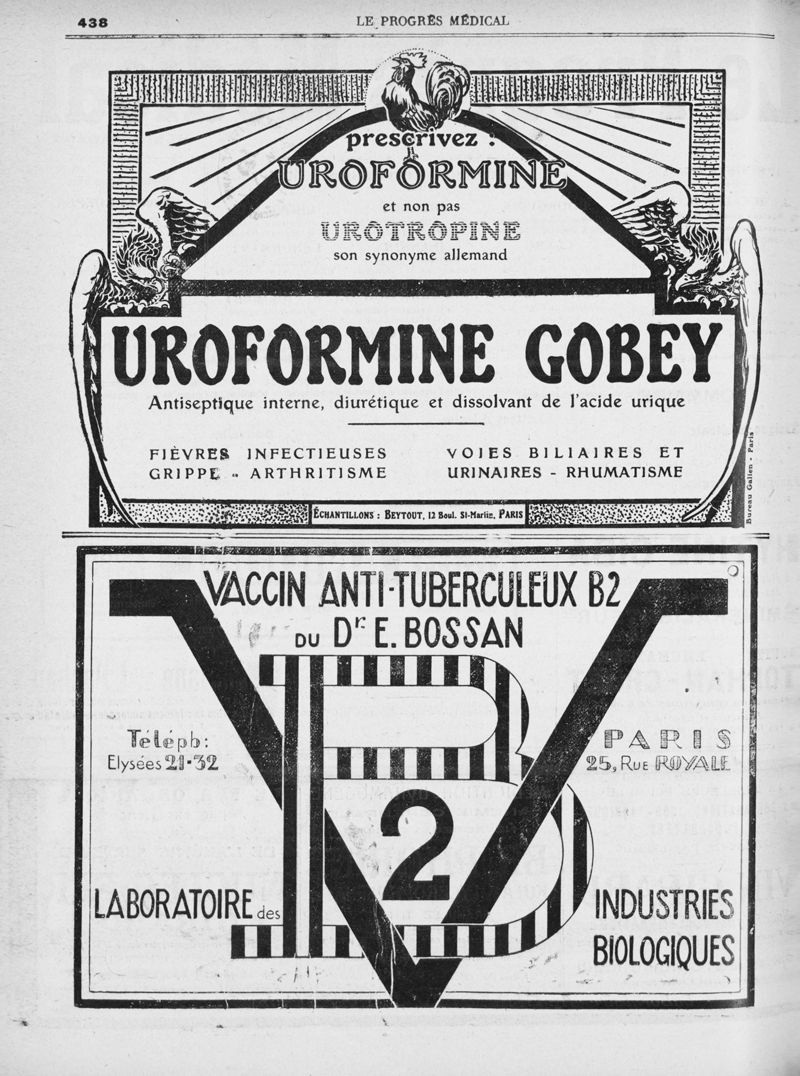 438
LE PROGRÈS MÉDICAL
prescrivez :
UROFORMINE
et non pas
UROTROPINE
son synonyme allemand
UROFORMINE GOBEY
Antiseptique interne, diurétique et dissolvant de l'acide urique
FIÈVRES INFECTIEUSES
GRIPPE - ARTHRITISME
VOIES BILIAIRES ET
URINAIRES - RHUMATISME
ÉCHANTILLONS : BEYTOUT, 12 Boul. St-Martin, PARIS
Bureau Gallien - Paris
VACCIN ANTI-TUBERCULEUX B2
DU Dr. E. BOSSAN
VB2
Téléph:
Elysées 21-32
PARIS
25, RUE ROYALE
LABORATOIRE des
INDUSTRIES
BIOLOGIQUES